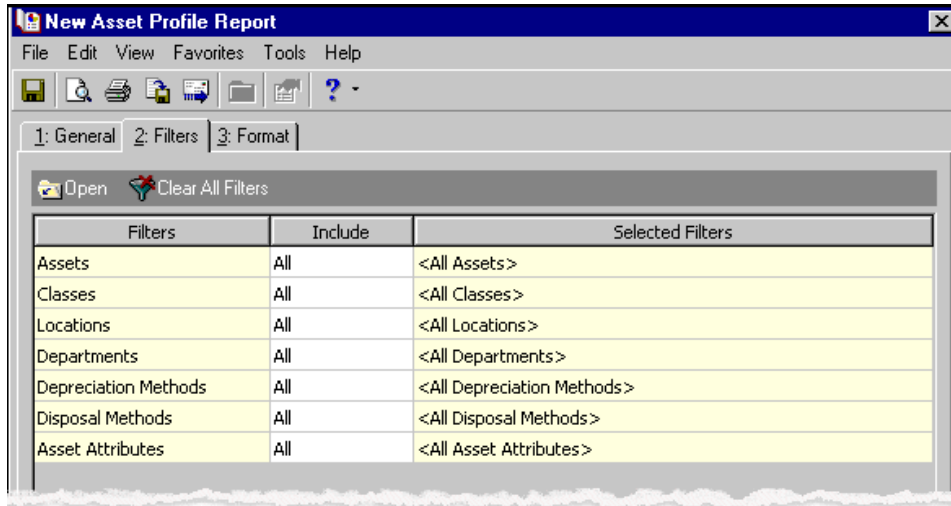 New Asset Profile Report
File Edit View Favorites Tools Help
?
1: General 2: Filters 3: Format
Open Clear All Filters
Filters Include Selected Filters
Assets All <All Assets>
Classes All <All Classes>
Locations All <All Locations>
Departments All <All Departments>
Depreciation Methods All <All Depreciation Methods>
Disposal Methods All <All Disposal Methods>
Asset Attributes All <All Asset Attributes>